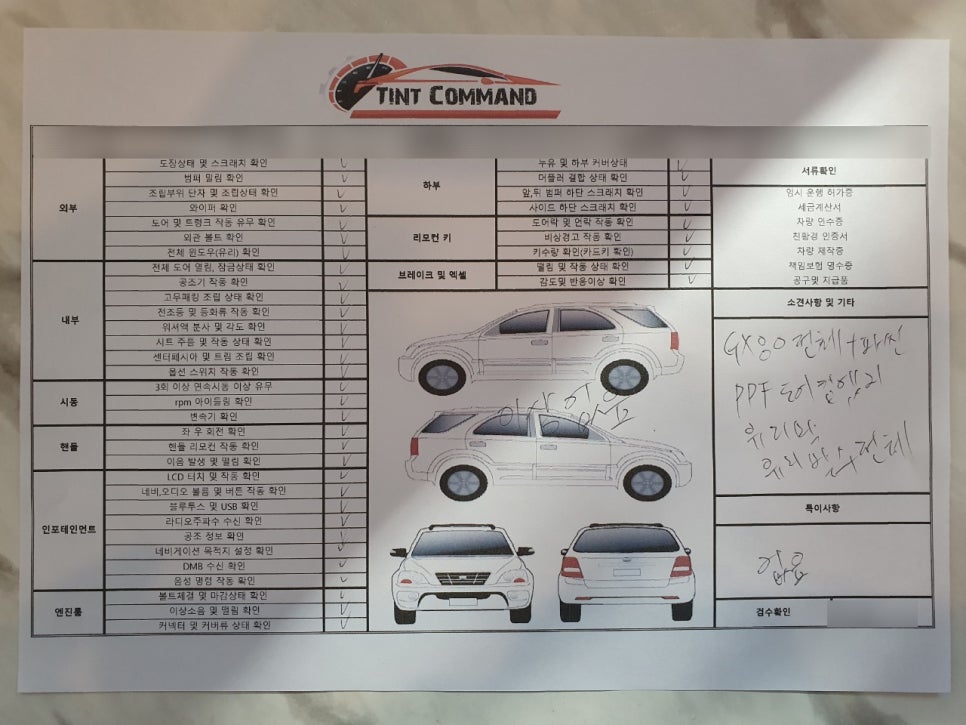 TINT COMMAND
외부
도장상태 및 스크래치 확인
범퍼 밀림 확인
조립부위 단차 및 조립상태 확인
와이퍼 확인
도어 및 트렁크 작동 유무 확인
외관 볼트 확인
전체 윈도우(유리) 확인
내부
전체 도어 열림, 잠금상태 확인
공조기 작동 확인
고무패킹 조립 상태 확인
전조등 및 등화류 작동 확인
워셔액 분사 및 각도 확인
시트 주름 및 작동 상태 확인
센터페시아 및 트림 조립 확인
옵션 스위치 작동 확인
시동
3회 이상 연속시동 이상 유무
rpm 아이들링 확인
변속기 확인
핸들
좌 우 회전 확인
핸들 리모컨 작동 확인
이음 발생 및 떨림 확인
인포테인먼트
LCD 터치 및 작동 확인
네비,오디오 볼륨 및 버튼 작동 확인
블루투스 및 USB 확인
라디오주파수 수신 확인
공조 정보 확인
네비게이션 목적지 설정 확인
DMB 수신 확인
음성 명령 작동 확인
엔진룸
볼트체결 및 마감상태 확인
이상소음 및 떨림 확인
커넥터 및 커버류 상태 확인
하부
누유 및 하부 커버상태
머플러 결합 상태 확인
앞,뒤 범퍼 하단 스크래치 확인
사이드 하단 스크래치 확인
리모컨 키
도어락 및 언락 작동 확인
비상경고 작동 확인
키수량 확인(카드키 확인)
브레이크 및 엑셀
떨림 및 작동 상태 확인
감도및 반응이상 확인
이상없음
서류확인
임시 운행 허가증
세금계산서
차량 인수증
친환경 인증서
차량 제작증
책임보험 영수증
공구및 지급품
소견사항 및 기타
전체+파썬
PPF 도어컵,엣지
유리막
유리발수전체
특이사항
없음
검수확인